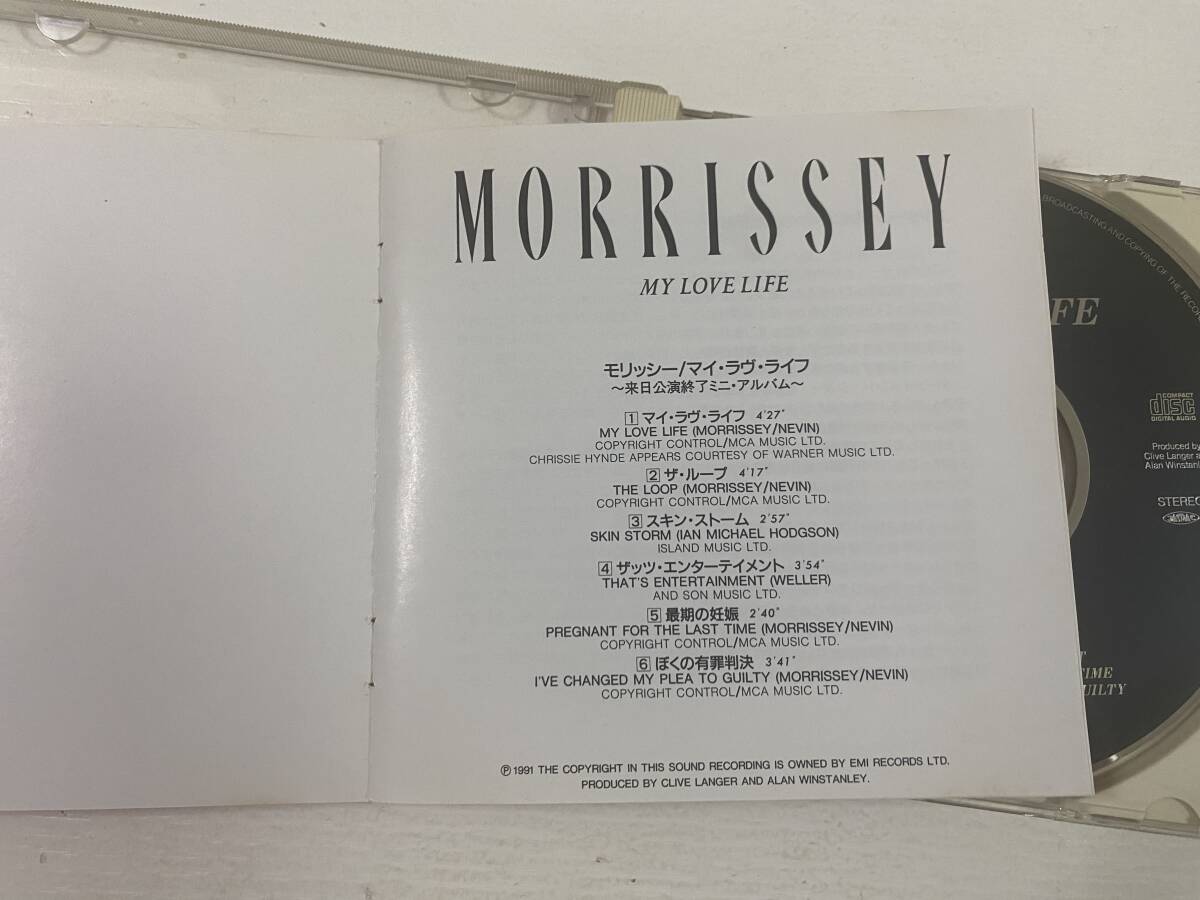 MORRISSEY
MY LOVE LIFE
モリッシー/マイ・ラヴ・ライフ
〜来日公演終了ミニ・アルバム〜
1 マイ・ラヴ・ライフ 4'27"
MY LOVE LIFE (MORRISSEY/NEVIN)
COPYRIGHT CONTROL/MCA MUSIC LTD.
CHRISSIE HYNDE APPEARS COURTESY OF WARNER MUSIC LTD.
2 ザ・ループ 4'17"
THE LOOP (MORRISSEY/NEVIN)
COPYRIGHT CONTROL/MCA MUSIC LTD.
3 スキン・ストーム 2'57"
SKIN STORM (IAN MICHAEL HODGSON)
ISLAND MUSIC LTD.
4 ザッツ・エンターテイメント 3'54"
THAT'S ENTERTAINMENT (WELLER)
AND SON MUSIC LTD.
5 最期の妊娠 2'40"
PREGNANT FOR THE LAST TIME (MORRISSEY/NEVIN)
COPYRIGHT CONTROL/MCA MUSIC LTD.
6 ぼくの有罪判決 3'41"
I'VE CHANGED MY PLEA TO GUILTY (MORRISSEY/NEVIN)
COPYRIGHT CONTROL/MCA MUSIC LTD.
Ⓟ1991 THE COPYRIGHT IN THIS SOUND RECORDING IS OWNED BY EMI RECORDS LTD.
PRODUCED BY CLIVE LANGER AND ALAN WINSTANLEY.
BROADCASTING AND COPYING OF THE RECOR
FE
COMPACT
disc
DIGITAL AUDIO
Produced by
Clive Langer a
Alan Winstanle
STEREO
JASRAC
T
TIME
UILTY